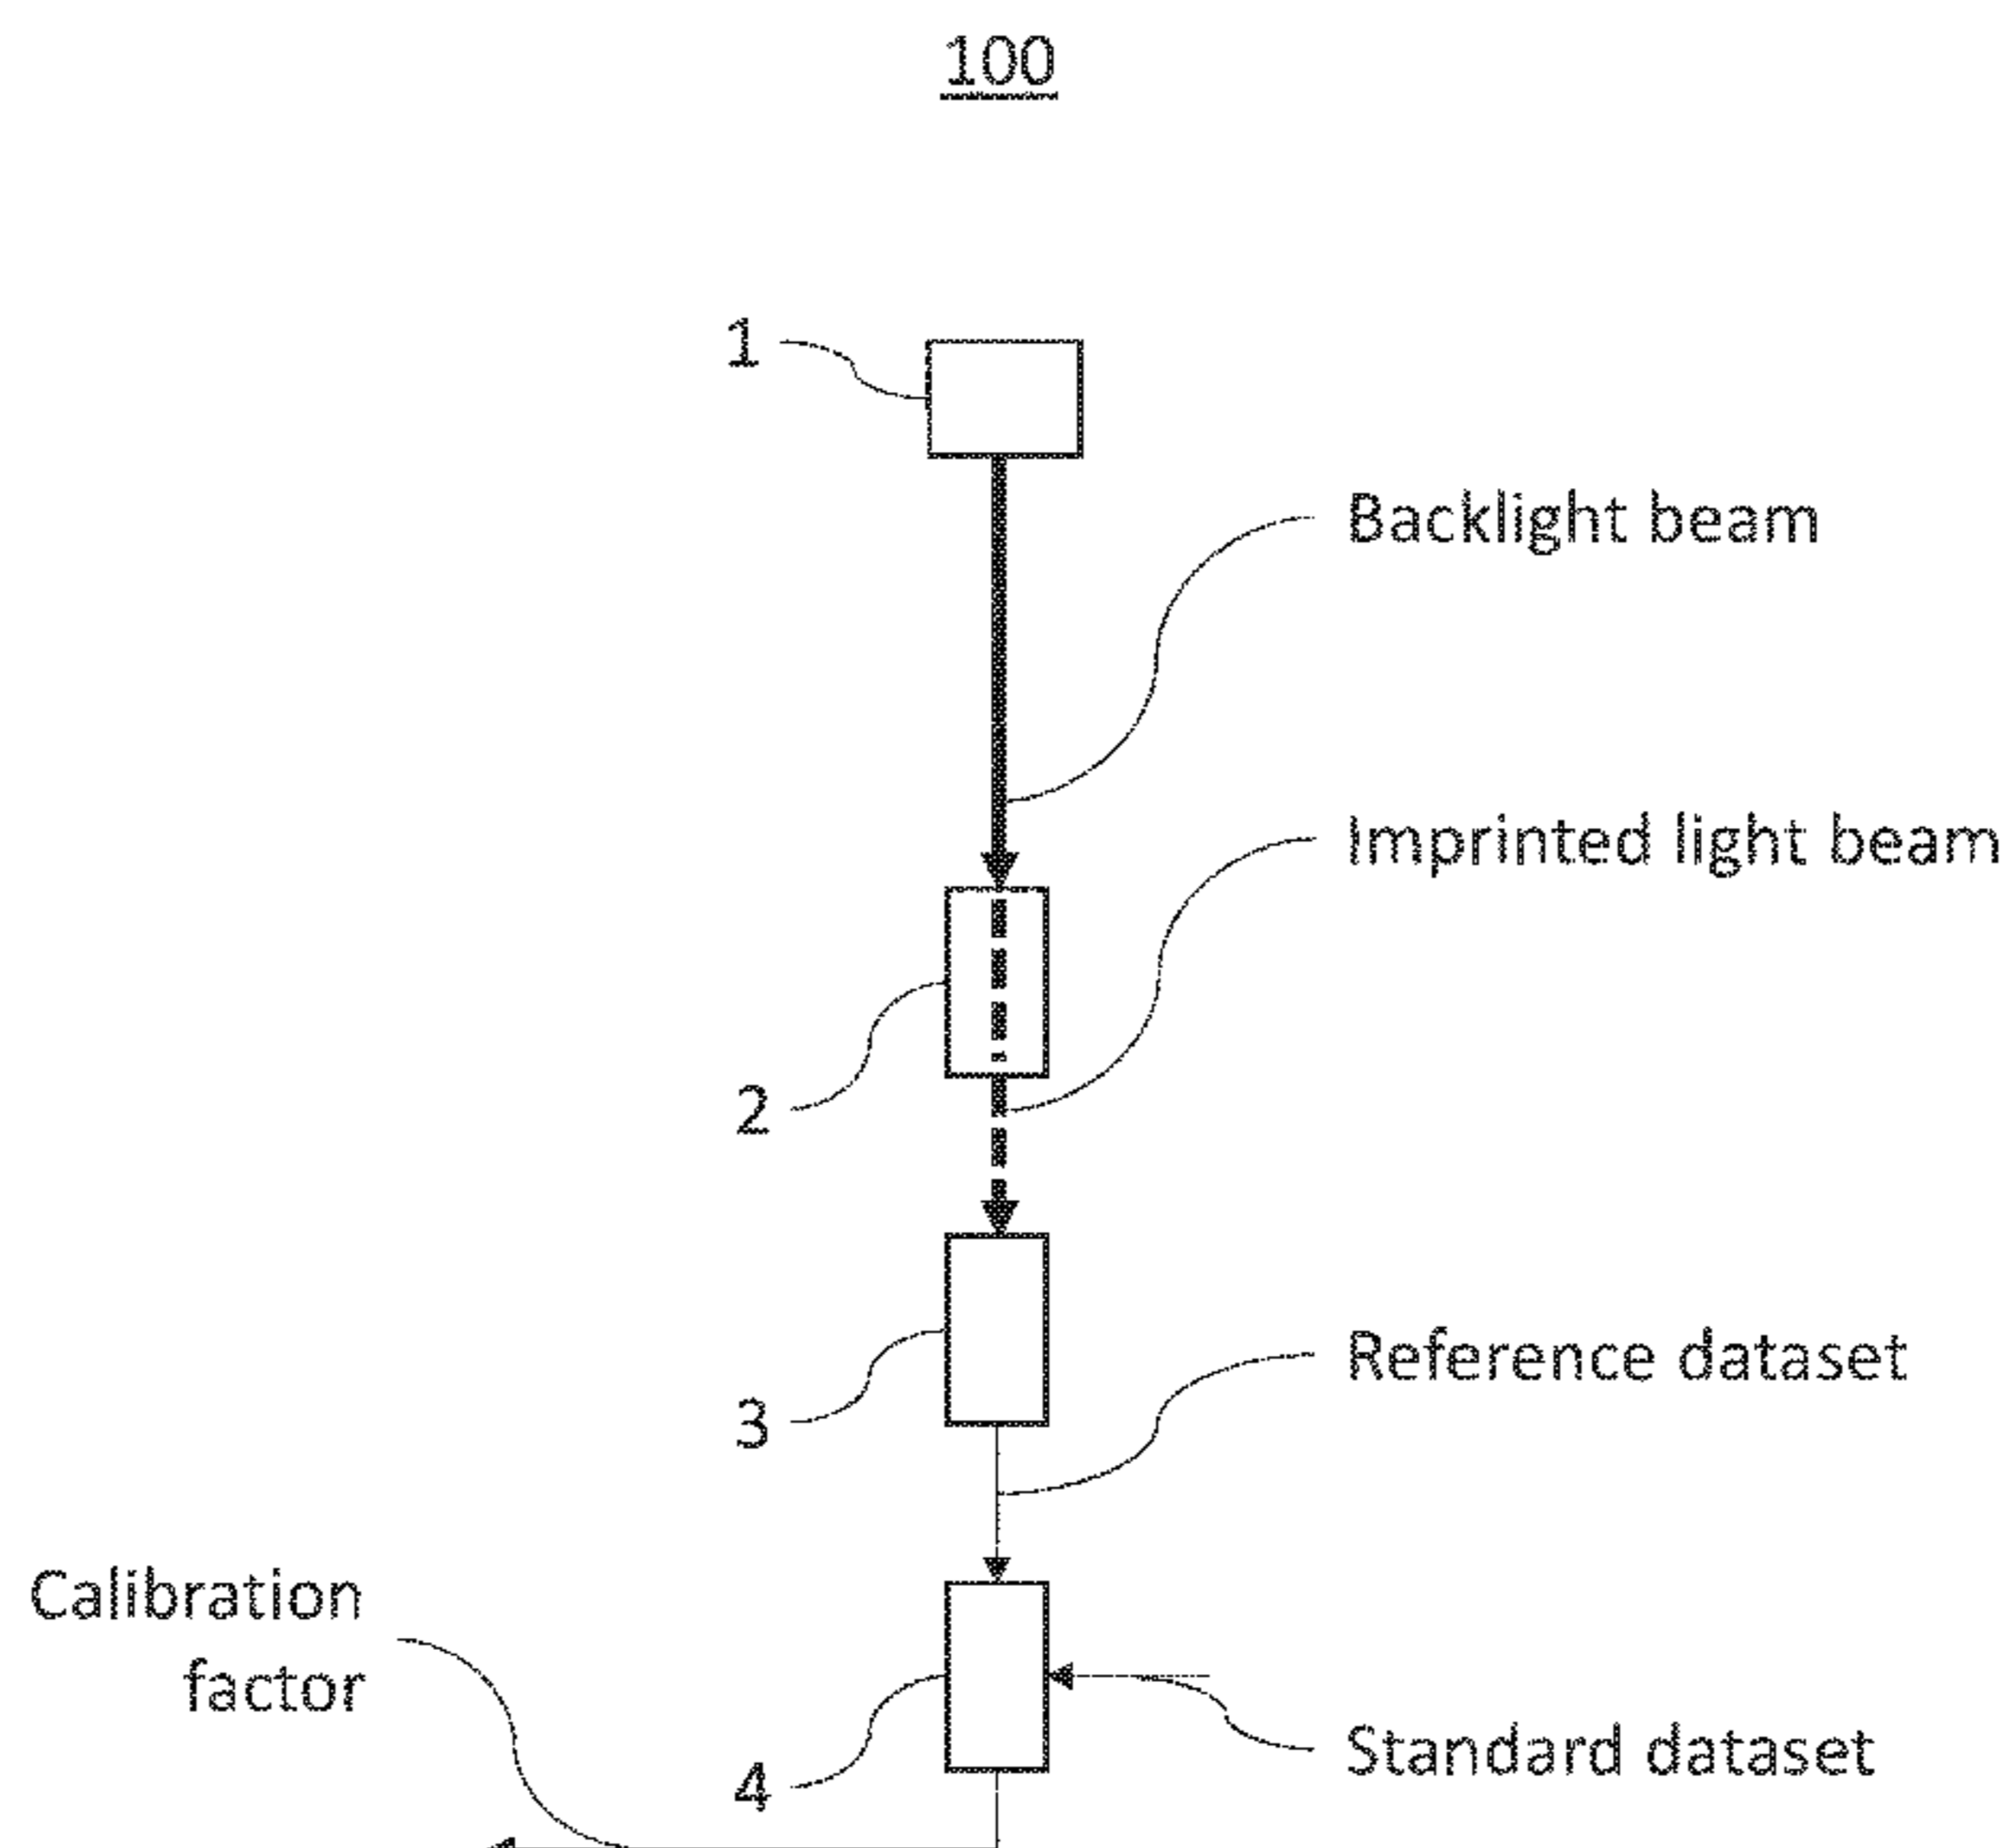 100
1
Backlight beam
Imprinted light beam
2
Reference dataset
3
Calibration
factor
Standard dataset
4